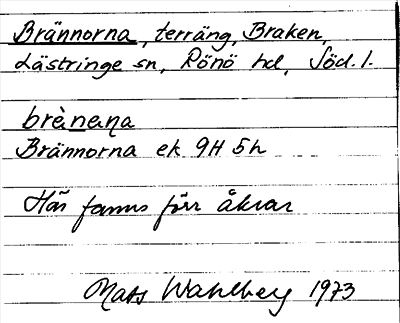 Brännorna, terräng, Braken,
Lästringe sn, Rönö hd, Söd. l.
brènạṇa
Brännorna ek 9H 5h
Här fanns förr åkrar
Mats Wahlberg 1973